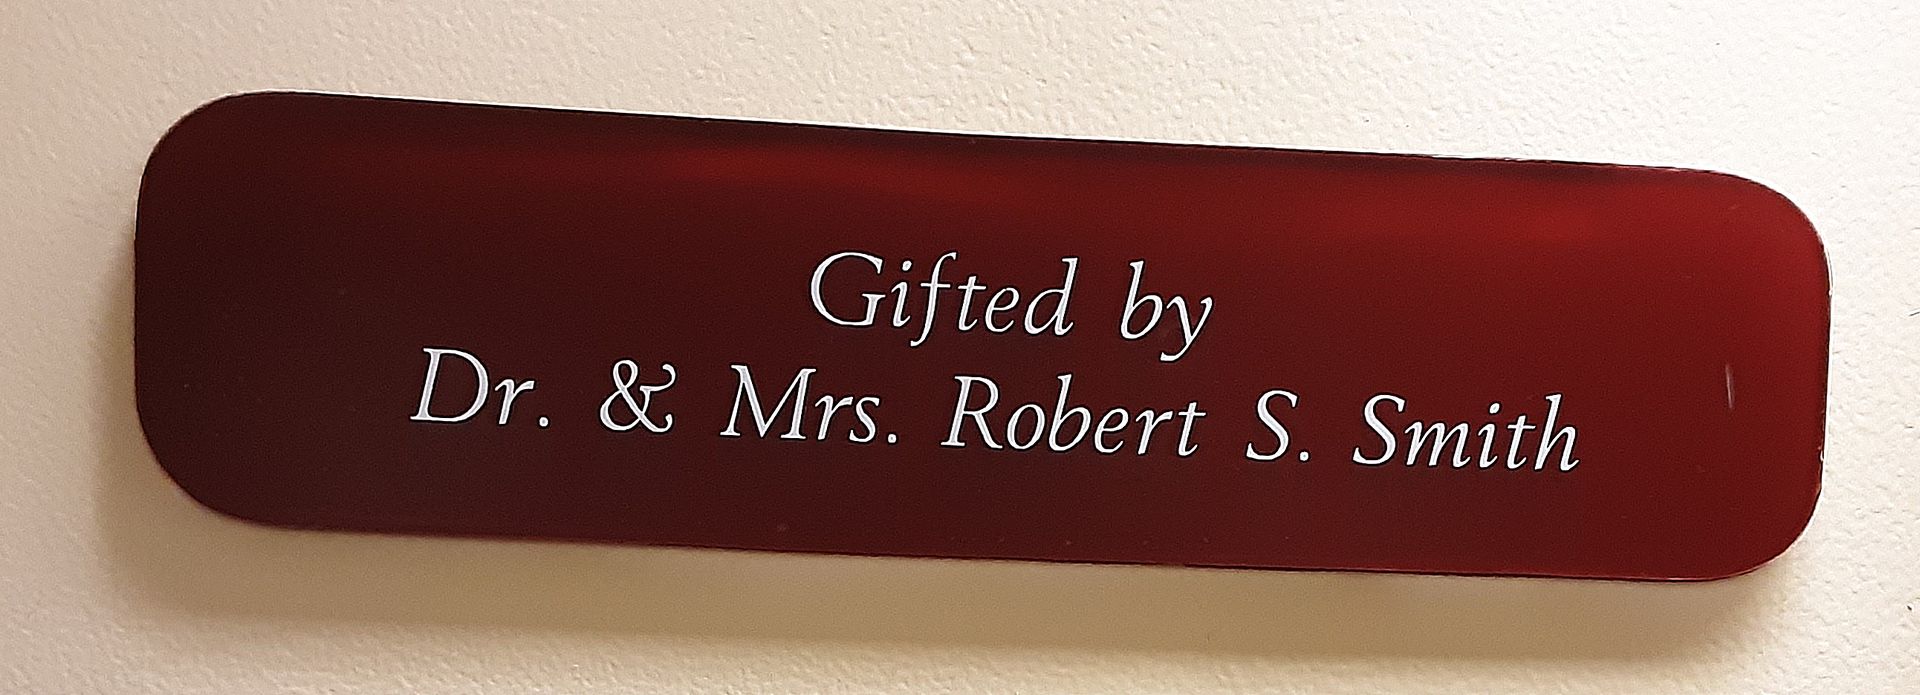 Gifted by
Dr. & Mrs. Robert S. Smith